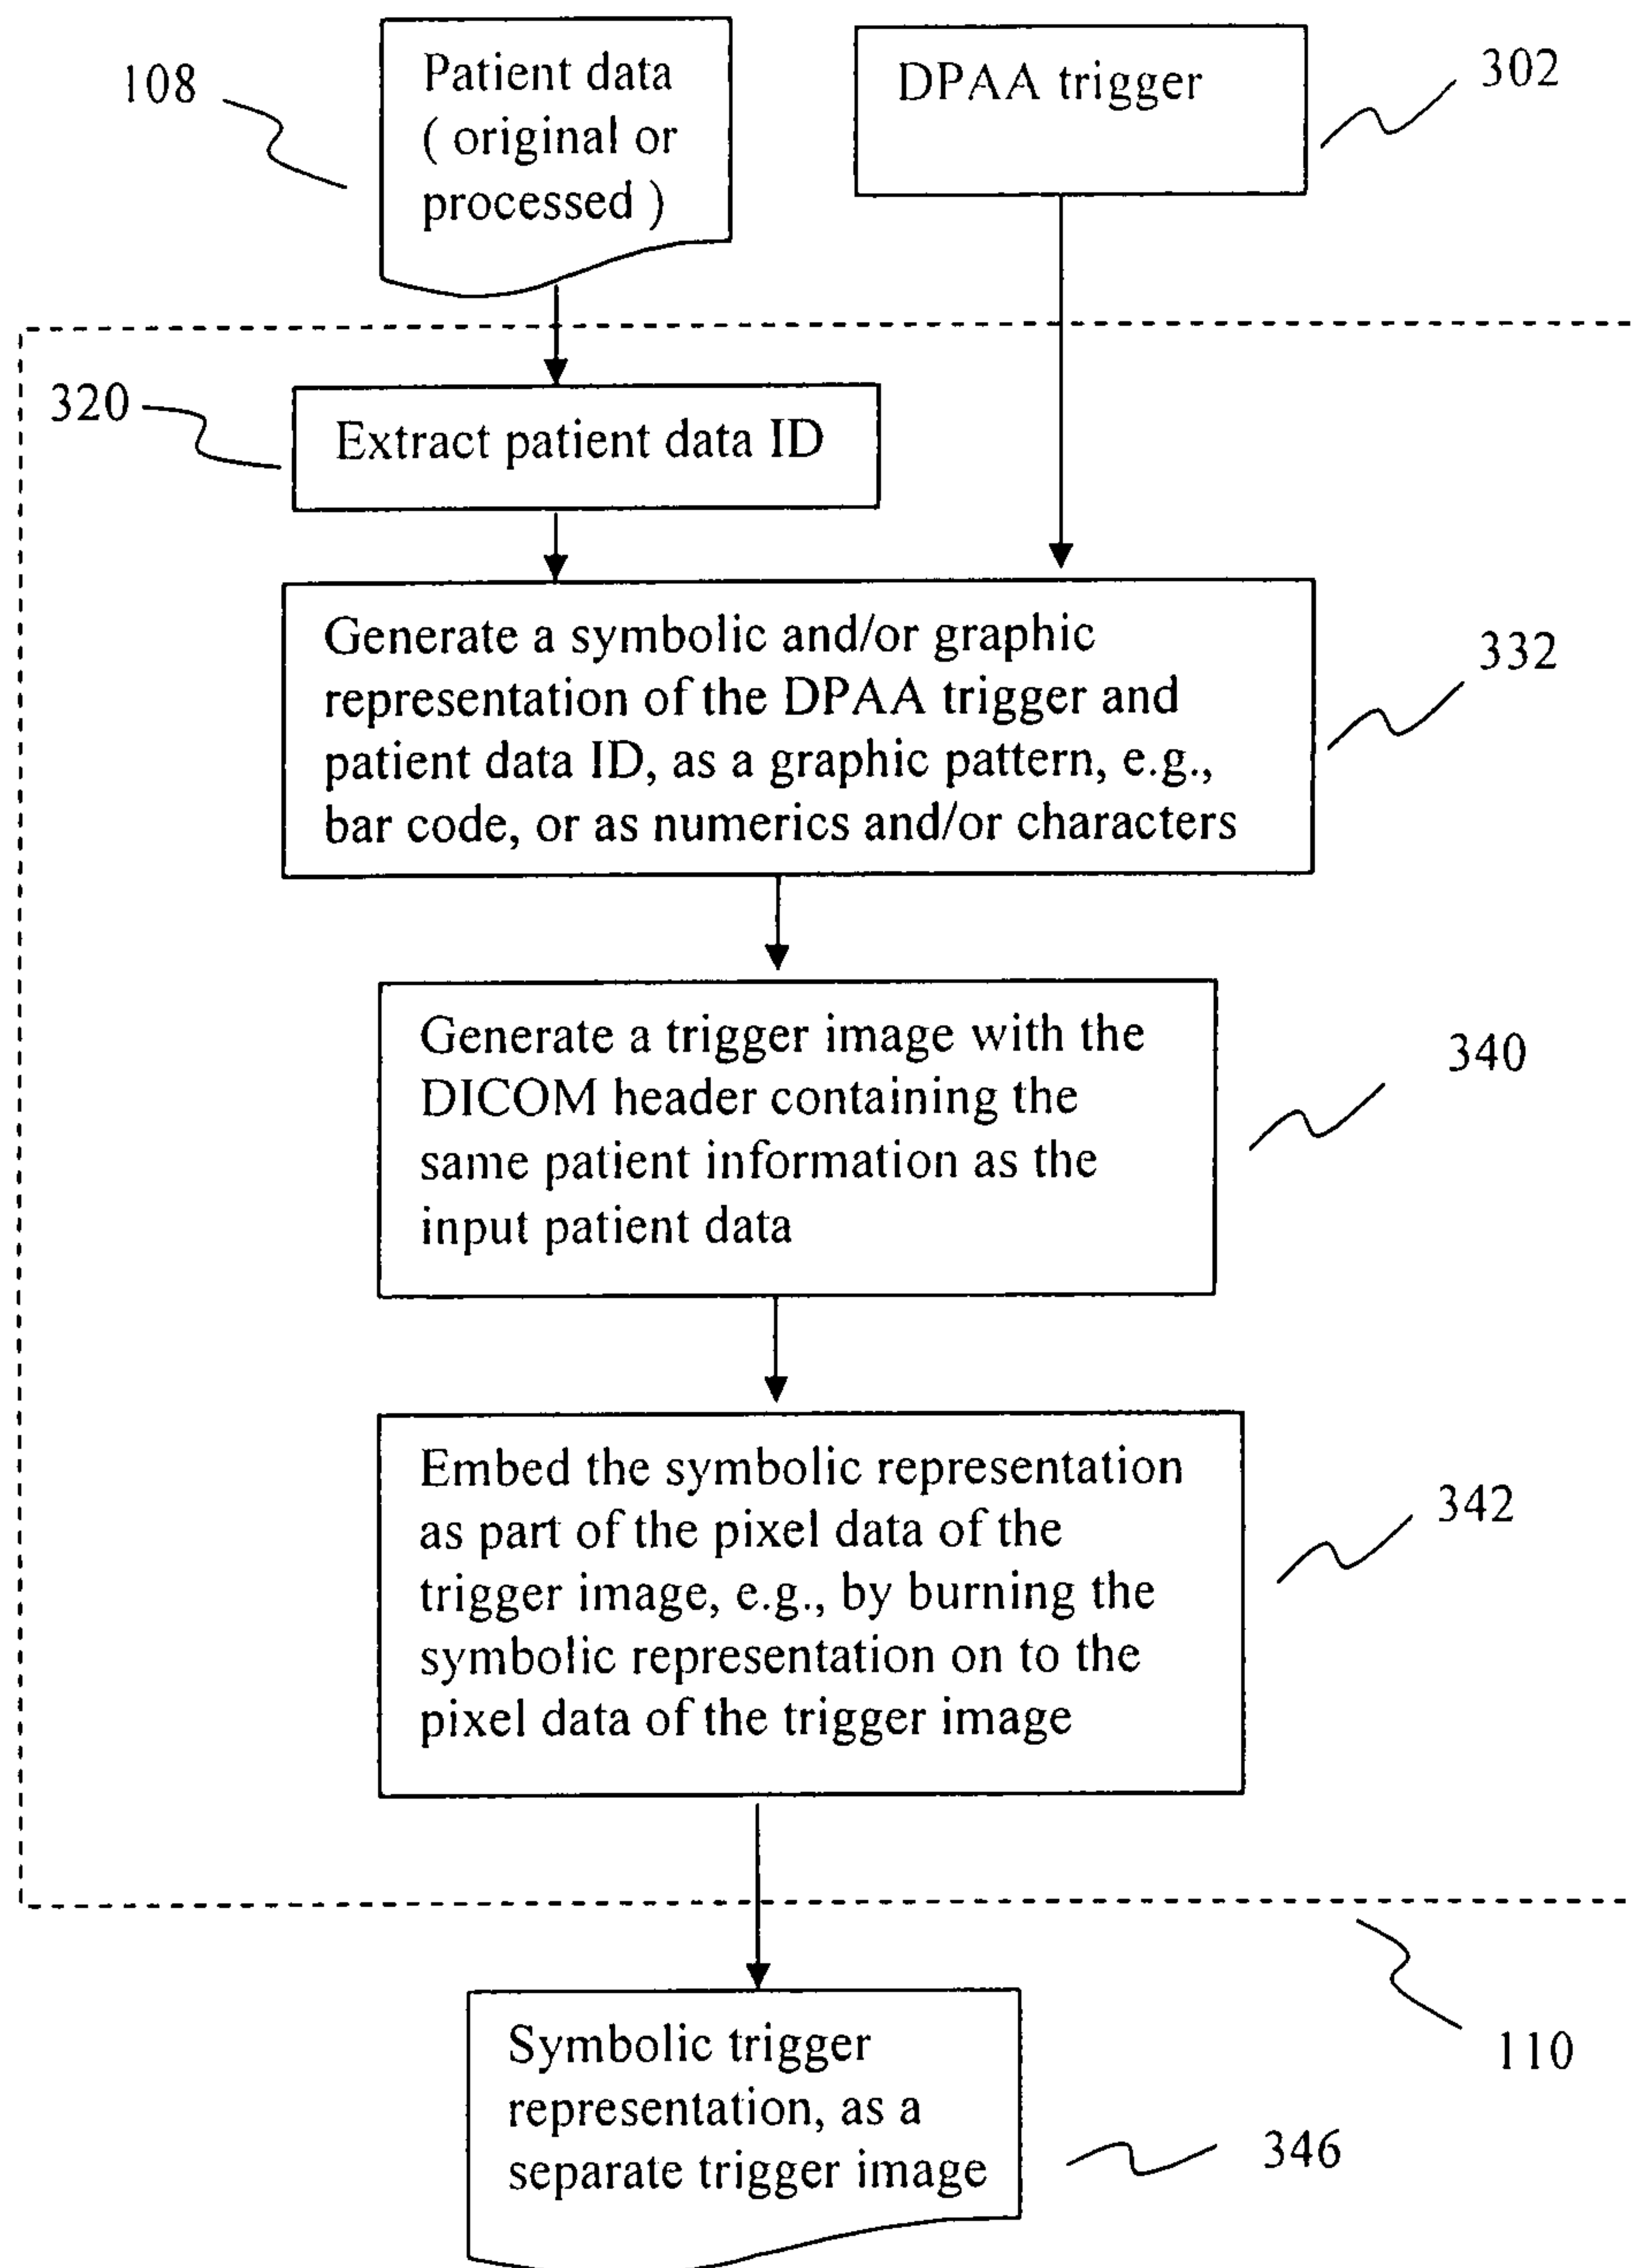 108
Patient data
( original or
processed )
DPAA trigger
302
320
Extract patient data ID
Generate a symbolic and/or graphic
representation of the DPAA trigger and
patient data ID, as a graphic pattern, e.g.,
bar code, or as numerics and/or characters
332
Generate a trigger image with the
DICOM header containing the
same patient information as the
input patient data
340
Embed the symbolic representation
as part of the pixel data of the
trigger image, e.g., by burning the
symbolic representation on to the
pixel data of the trigger image
342
110
Symbolic trigger
representation, as a
separate trigger image
346